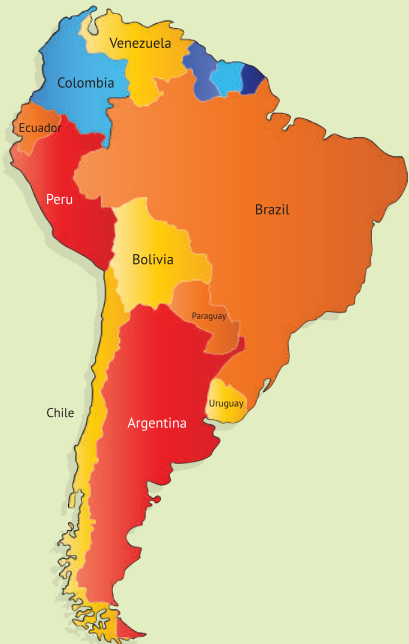 Venezuela
Colombia
Ecuador
Peru
Brazil
Bolivia
Paraguay
Uruguay
Chile
Argentina